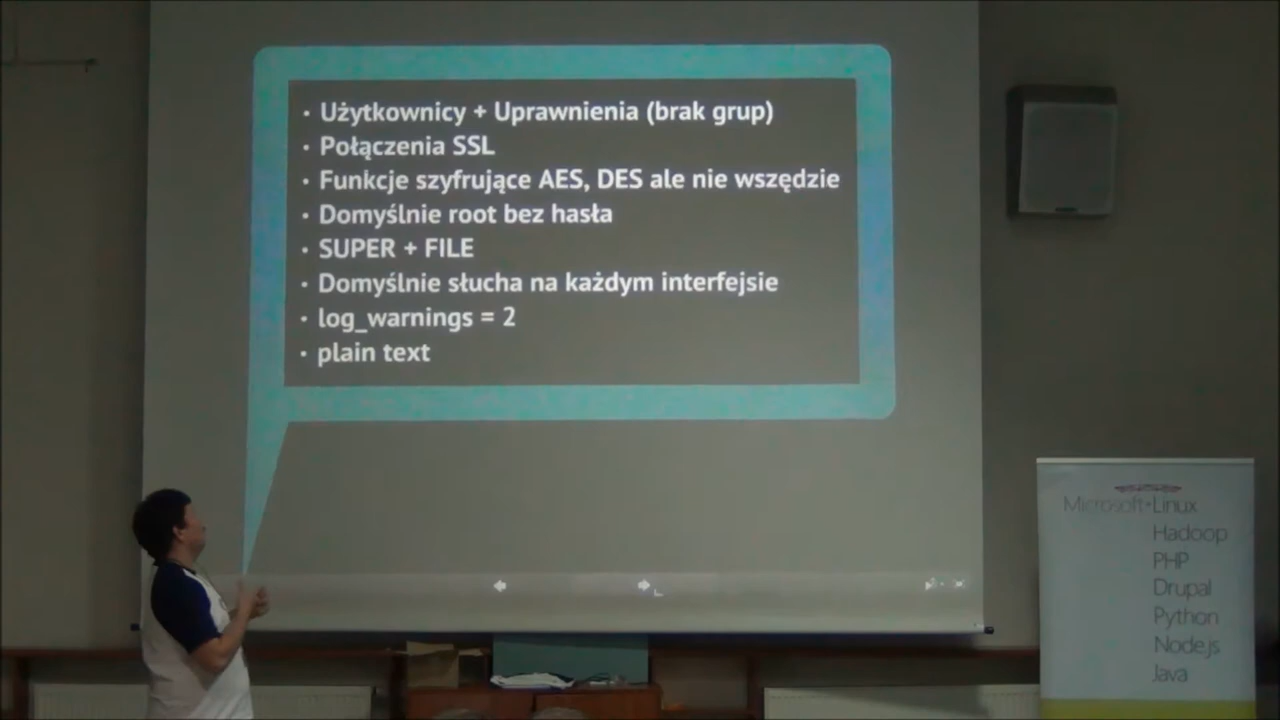 • Użytkownicy + Uprawnienia (brak grup)
• Połączenia SSL
• Funkcje szyfrujące AES, DES ale nie wszędzie
• Domyślnie root bez hasła
• SUPER + FILE
• Domyślnie słucha na każdym interfejsie
• log_warnings = 2
• plain text
Microsoft+Linux
Hadoop
PHP
Drupal
Python
Node.js
Java